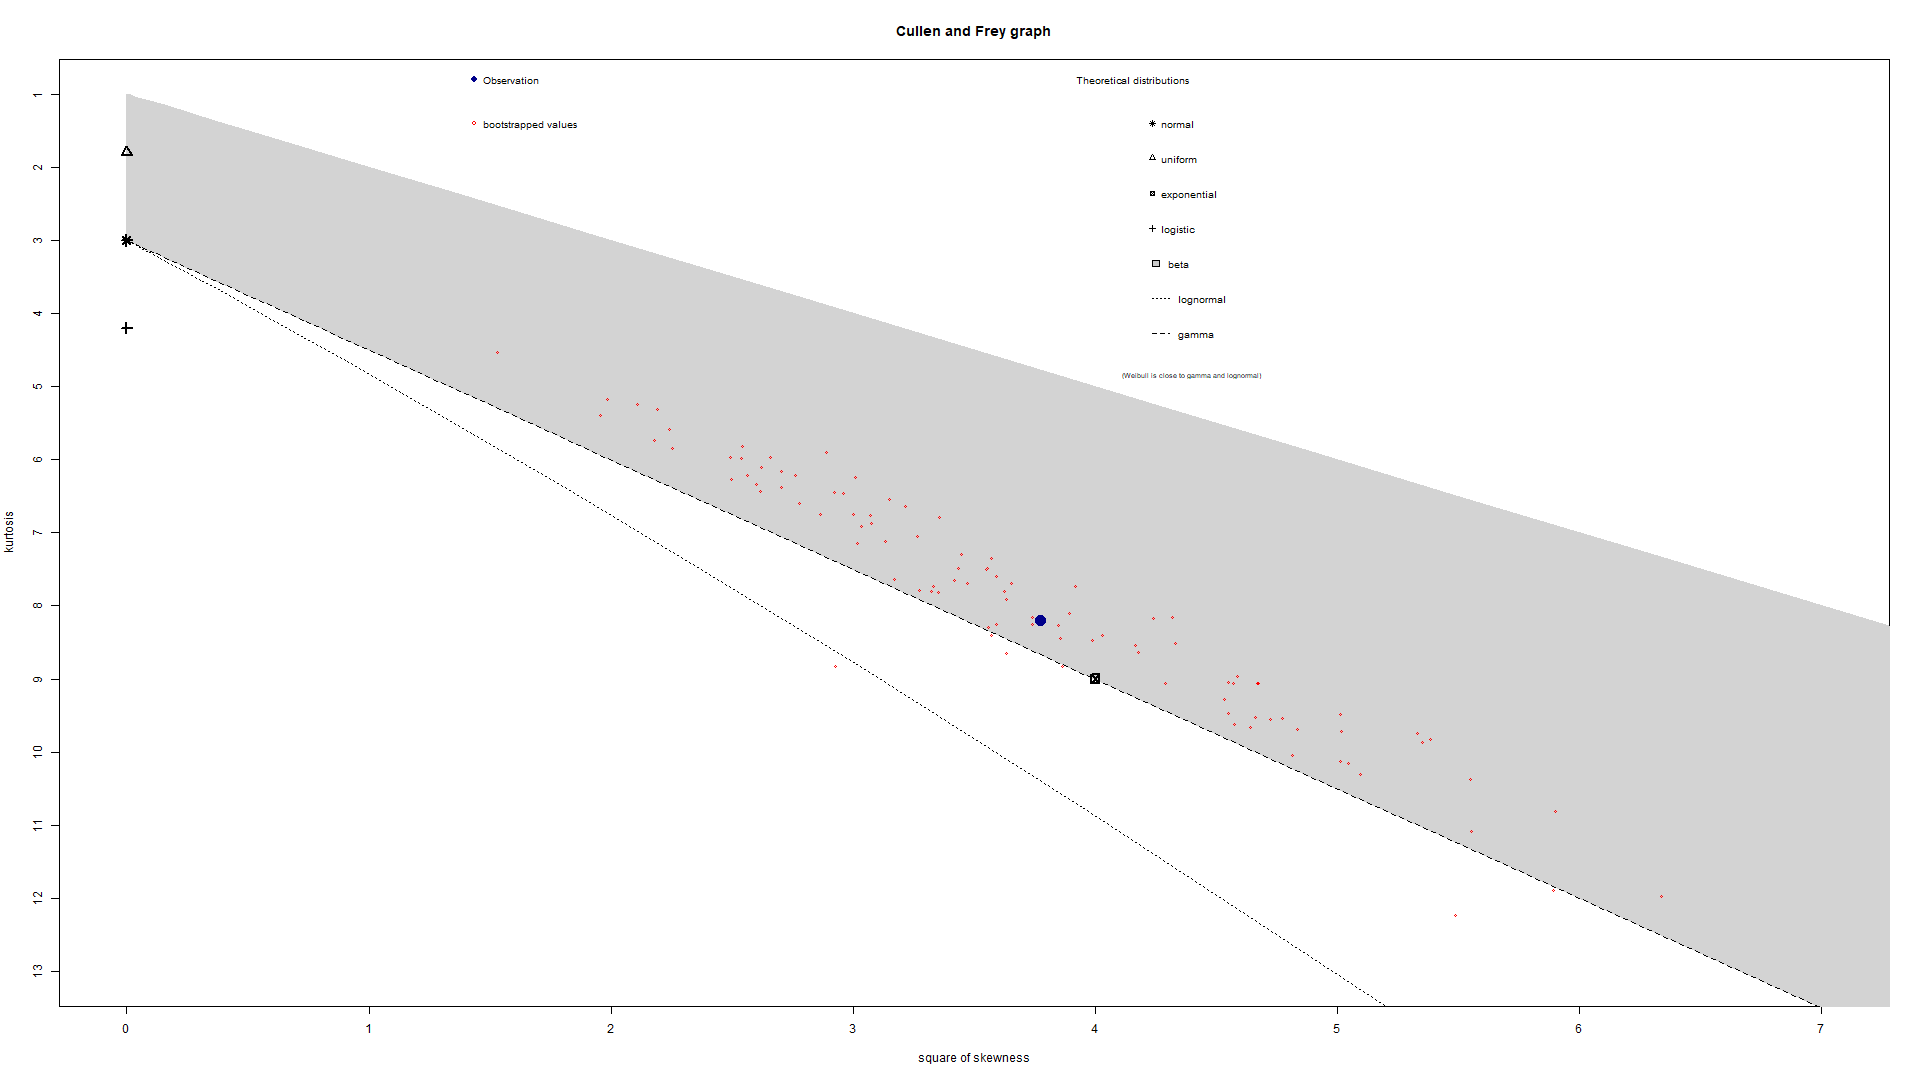 Cullen and Frey graph
Observation
bootstrapped values
Theoretical distributions
normal
uniform
exponential
logistic
beta
lognormal
gamma
(Weibull is close to gamma and lognormal)
kurtosis
1
2
3
4
5
6
7
8
9
10
11
12
13
0 1 2 3 4 5 6 7
square of skewness